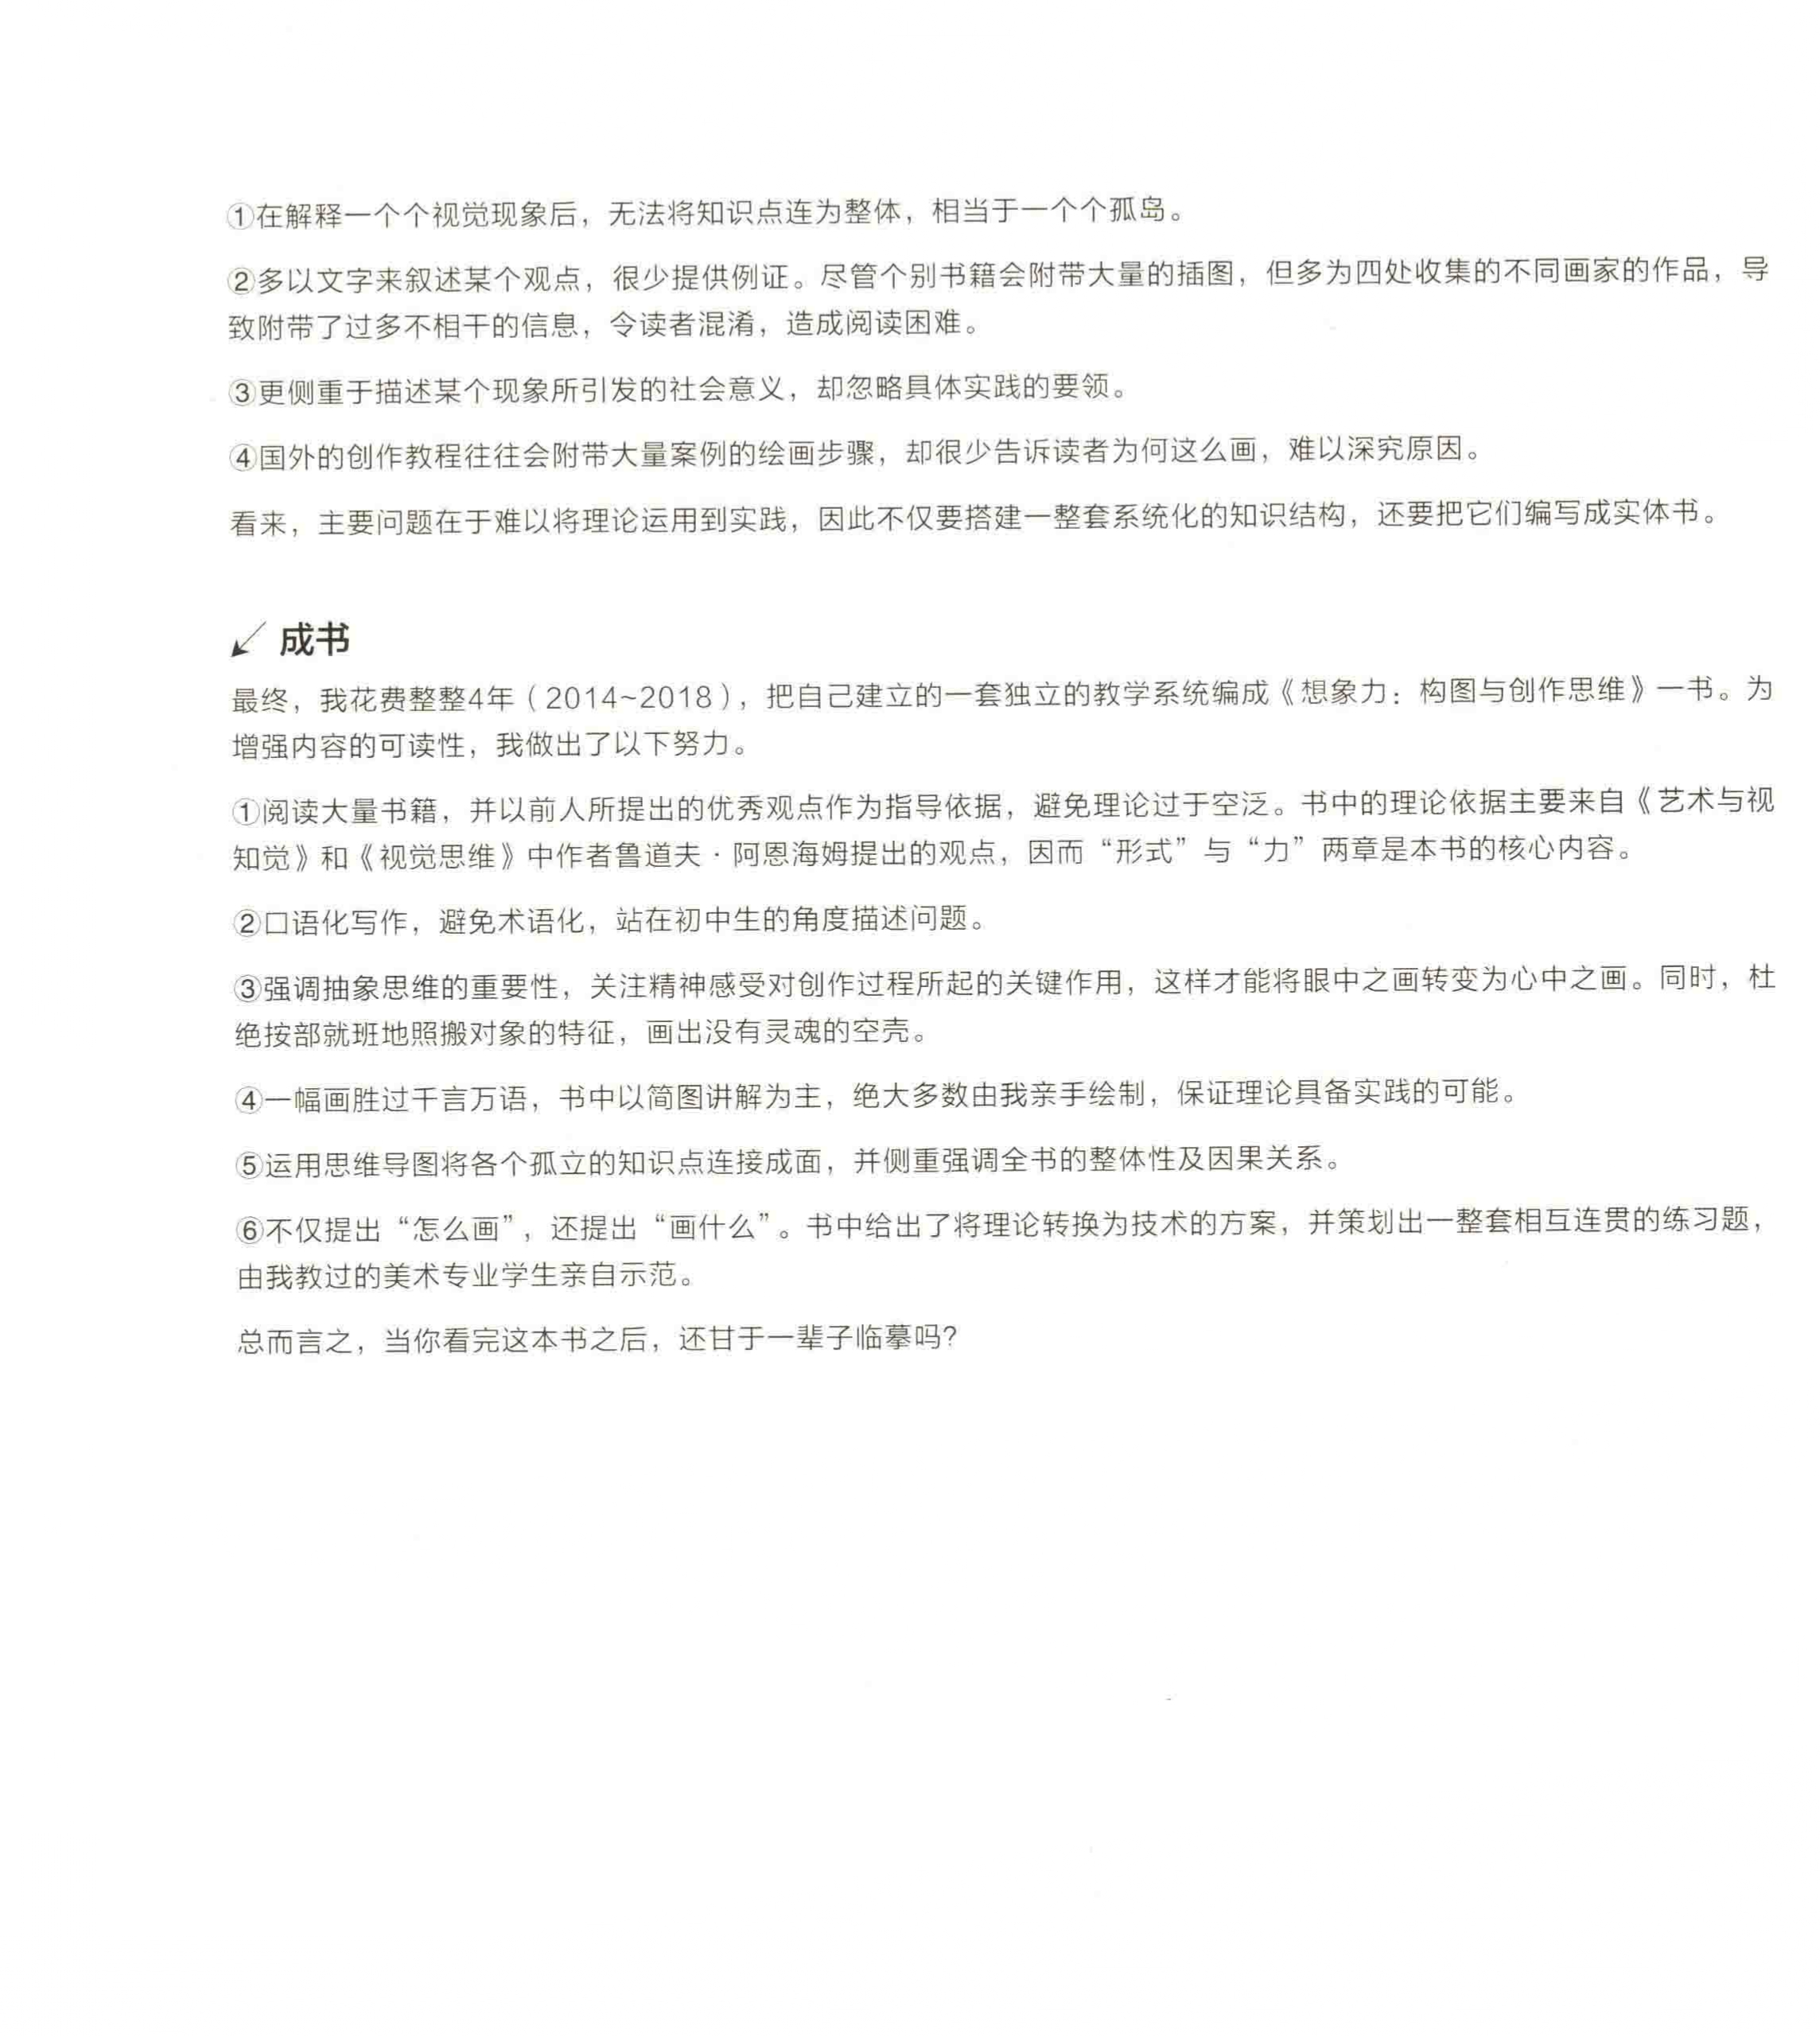 ①在解释一个个视觉现象后，无法将知识点连为整体，相当于一个个孤岛。
②多以文字来叙述某个观点，很少提供例证。尽管个别书籍会附带大量的插图，但多为四处收集的不同画家的作品，导
致附带了过多不相干的信息，令读者混淆，造成阅读困难。
③更侧重于描述某个现象所引发的社会意义，却忽略具体实践的要领。
④国外的创作教程往往会附带大量案例的绘画步骤，却很少告诉读者为何这么画，难以深究原因。
看来，主要问题在于难以将理论运用到实践，因此不仅要搭建一整套系统化的知识结构，还要把它们编写成实体书。
成书
最终，我花费整整4年（2014~2018），把自己建立的一套独立的教学系统编成《想象力：构图与创作思维》一书。为
增强内容的可读性，我做出了以下努力。
①阅读大量书籍，并以前人所提出的优秀观点作为指导依据，避免理论过于空泛。书中的理论依据主要来自《艺术与视
知觉》和《视觉思维》中作者鲁道夫·阿恩海姆提出的观点，因而“形式”与“力”两章是本书的核心内容。
②口语化写作，避免术语化，站在初中生的角度描述问题。
③强调抽象思维的重要性，关注精神感受对创作过程所起的关键作用，这样才能将眼中之画转变为心中之画。同时，杜
绝按部就班地照搬对象的特征，画出没有灵魂的空壳。
④一幅画胜过千言万语，书中以简图讲解为主，绝大多数由我亲手绘制，保证理论具备实践的可能。
⑤运用思维导图将各个孤立的知识点连接成面，并侧重强调全书的整体性及因果关系。
⑥不仅提出“怎么画”，还提出“画什么”。书中给出了将理论转换为技术的方案，并策划出一整套相互连贯的练习题，
由我教过的美术专业学生亲自示范。
总而言之，当你看完这本书之后，还甘于一辈子临摹吗？